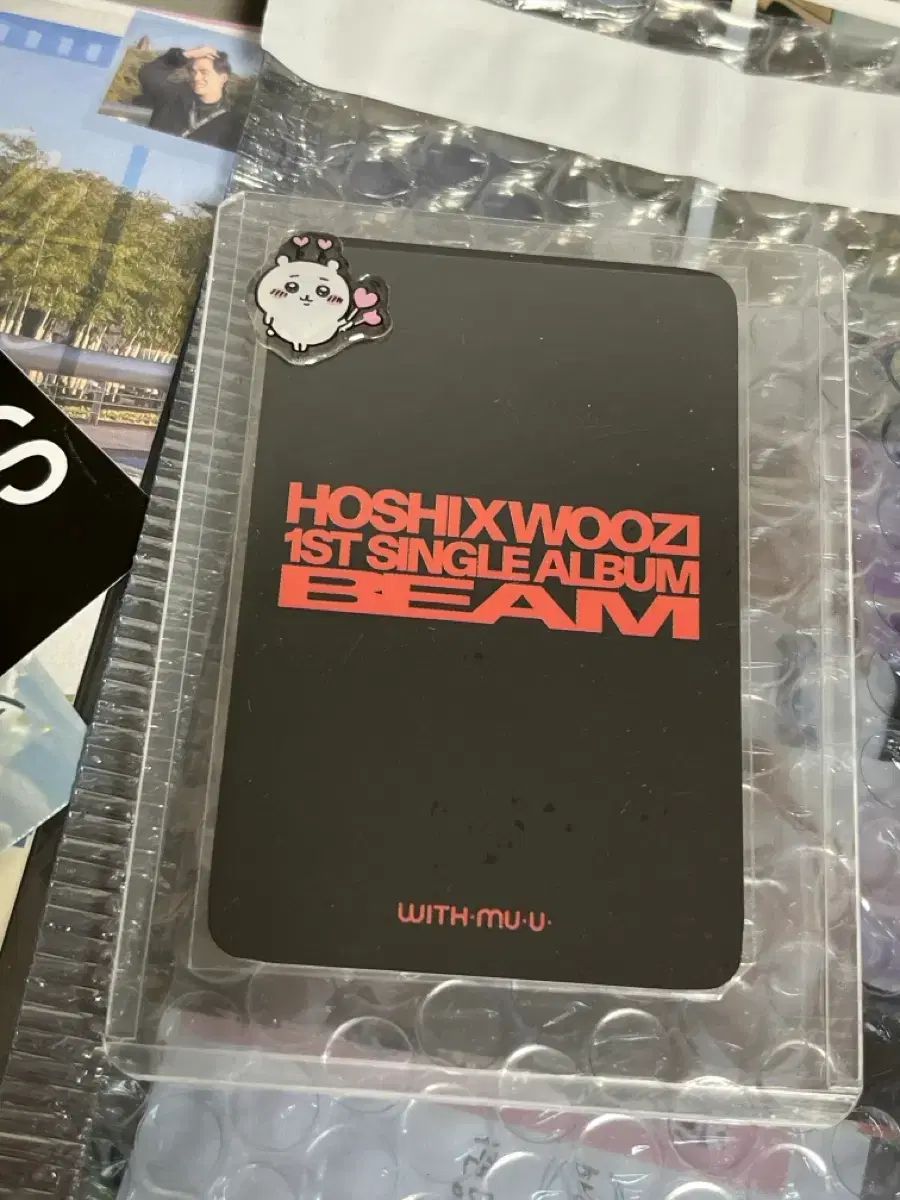 HOSHI X WOOZI
1ST SINGLE ALBUM
BEAM
WITH·MU·U·
S